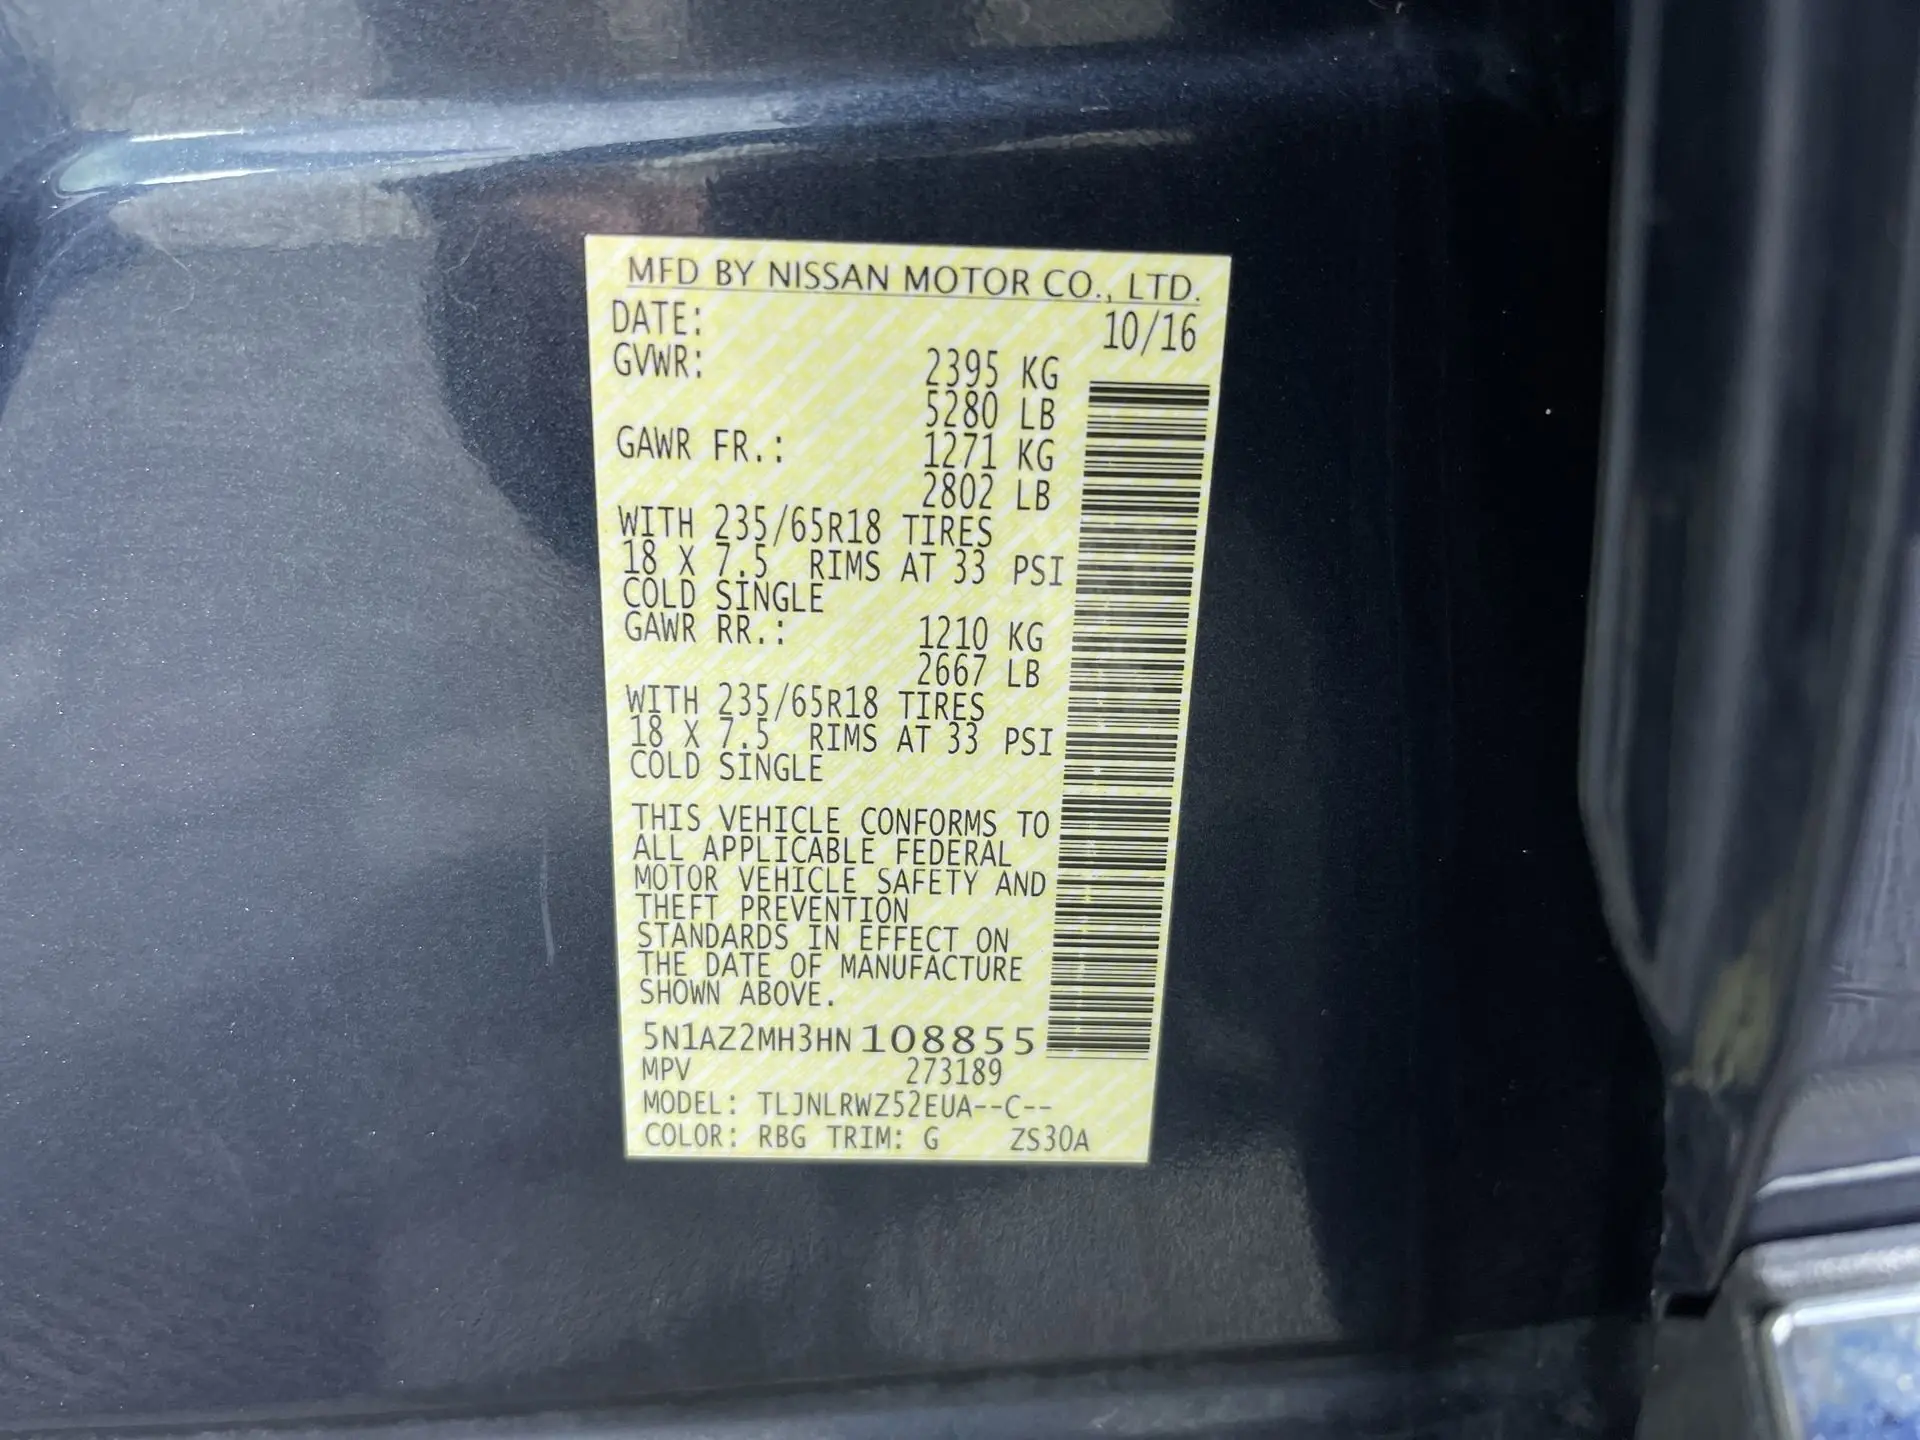 MFD BY NISSAN MOTOR CO., LTD.
DATE: 10/16
GVWR: 2395 KG
5280 LB
GAWR FR.: 1271 KG
2802 LB
WITH 235/65R18 TIRES
18 X 7.5 RIMS AT 33 PSI
COLD SINGLE
GAWR RR.: 1210 KG
2667 LB
WITH 235/65R18 TIRES
18 X 7.5 RIMS AT 33 PSI
COLD SINGLE
THIS VEHICLE CONFORMS TO
ALL APPLICABLE FEDERAL
MOTOR VEHICLE SAFETY AND
THEFT PREVENTION
STANDARDS IN EFFECT ON
THE DATE OF MANUFACTURE
SHOWN ABOVE.
5N1AZ2MH3HN108855
MPV 273189
MODEL: TLJNLRWZ52EUA--C--
COLOR: RBG TRIM: G ZS30A